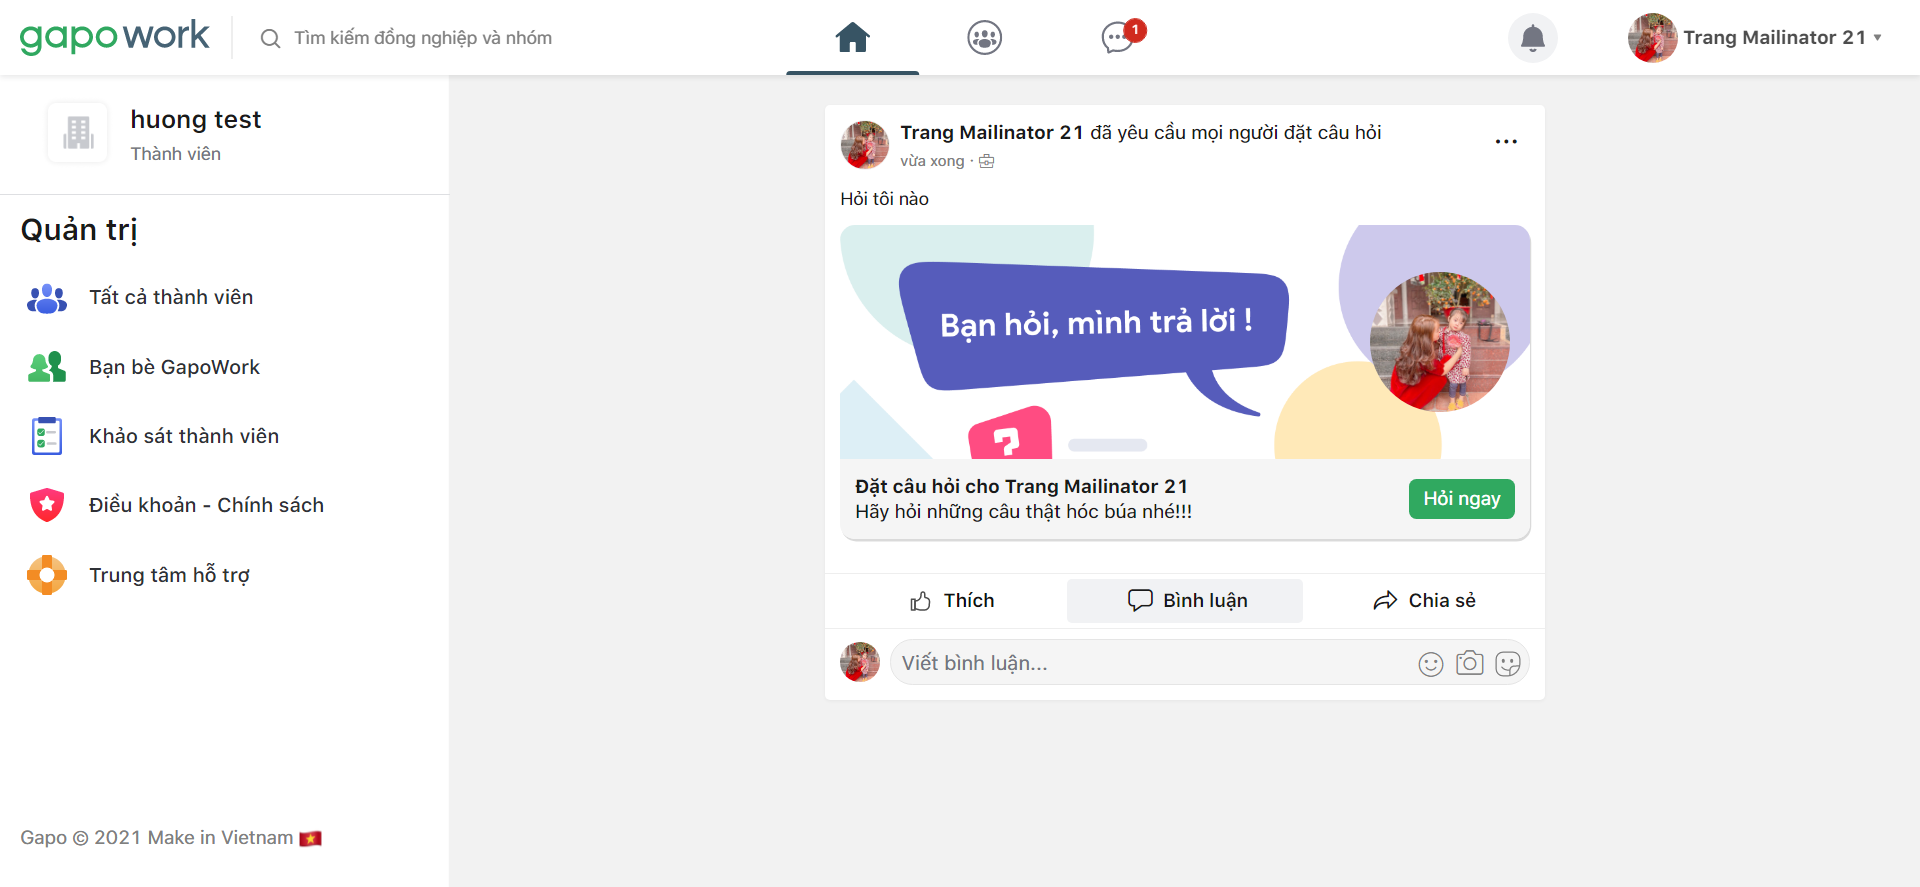 gapowork
Tìm kiếm đồng nghiệp và nhóm
1
Trang Mailinator 21
huong test
Thành viên
Quản trị
Tất cả thành viên
Bạn bè GapoWork
Khảo sát thành viên
Điều khoản - Chính sách
Trung tâm hỗ trợ
Gapo © 2021 Make in Vietnam 🇻🇳
Trang Mailinator 21 đã yêu cầu mọi người đặt câu hỏi
vừa xong ·
Hỏi tôi nào
Bạn hỏi, mình trả lời !
?
Đặt câu hỏi cho Trang Mailinator 21
Hãy hỏi những câu thật hóc búa nhé!!!
Hỏi ngay
Thích
Bình luận
Chia sẻ
Viết bình luận...